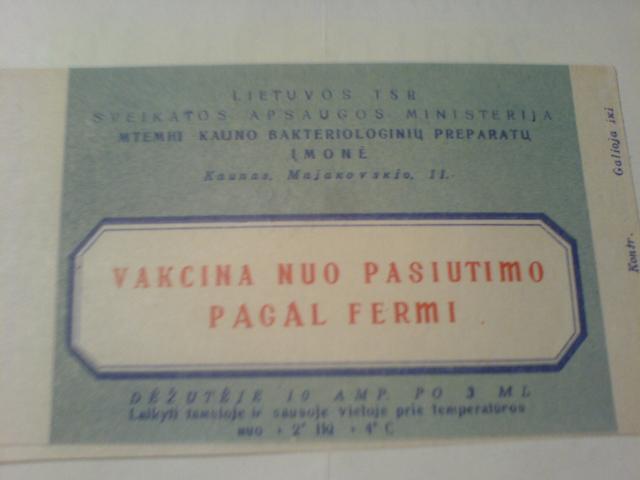 LIETUVOS TSR
SVEIKATOS APSAUGOS MINISTERIJA
MTEMHI KAUNO BAKTERIOLOGINIŲ PREPARATŲ
ĮMONĖ
Kaunas, Majakovskio, 11.
VAKCINA NUO PASIUTIMO
PAGAL FERMI
DĖŽUTĖJE 10 AMP. PO 3 ML
Laikyti tamsioje ir sausoje vietoje prie temperatūros
nuo + 2° iki + 4° C
Galioja iki
Kontr.